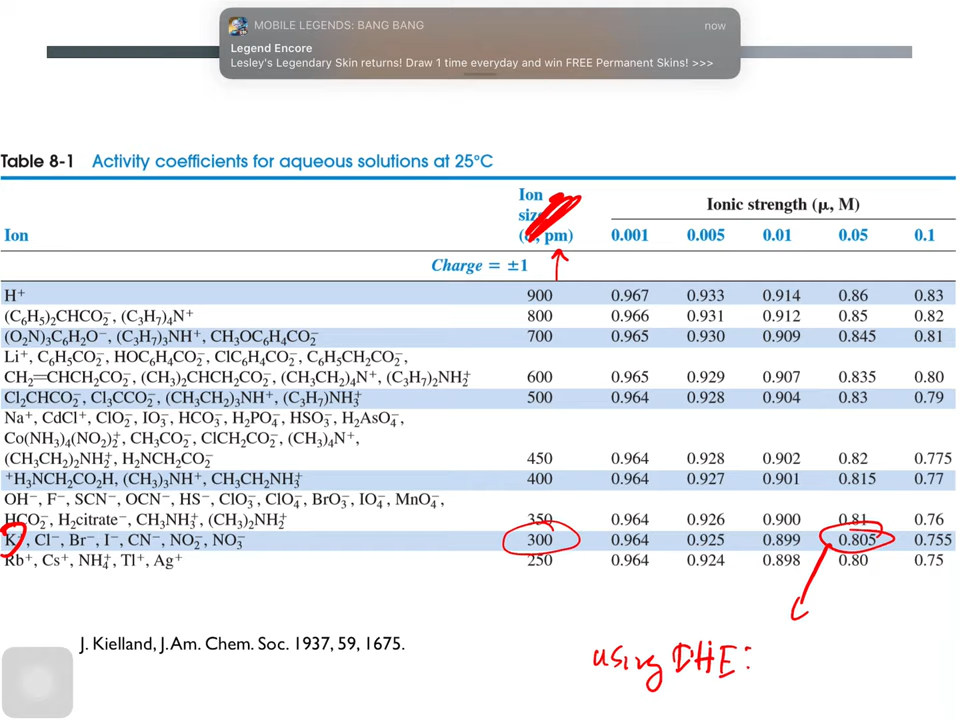 MOBILE LEGENDS: BANG BANG now
Legend Encore
Lesley's Legendary Skin returns! Draw 1 time everyday and win FREE Permanent Skins! >>>
Table 8-1 Activity coefficients for aqueous solutions at 25°C
Ion
size Ionic strength (μ, M)
Ion pm) 0.001 0.005 0.01 0.05 0.1
Charge = ±1
H⁺ 900 0.967 0.933 0.914 0.86 0.83
(C₆H₅)₂CHCO₂⁻, (C₃H₇)₄N⁺ 800 0.966 0.931 0.912 0.85 0.82
(O₂N)₃C₆H₂O⁻, (C₃H₇)₃NH⁺, CH₃OC₆H₄CO₂⁻ 700 0.965 0.930 0.909 0.845 0.81
Li⁺, C₆H₅CO₂⁻, HOC₆H₄CO₂⁻, ClC₆H₄CO₂⁻, C₆H₅CH₂CO₂⁻,
CH₂=CHCH₂CO₂⁻, (CH₃)₂CHCH₂CO₂⁻, (CH₃CH₂)₄N⁺, (C₃H₇)₂NH₂⁺ 600 0.965 0.929 0.907 0.835 0.80
Cl₂CHCO₂⁻, Cl₃CCO₂⁻, (CH₃CH₂)₃NH⁺, (C₃H₇)NH₃⁺ 500 0.964 0.928 0.904 0.83 0.79
Na⁺, CdCl⁺, ClO₂⁻, IO₃⁻, HCO₃⁻, H₂PO₄⁻, HSO₃⁻, H₂AsO₄⁻,
Co(NH₃)₄(NO₂)₂⁺, CH₃CO₂⁻, ClCH₂CO₂⁻, (CH₃)₄N⁺,
(CH₃CH₂)₂NH₂⁺, H₂NCH₂CO₂⁻ 450 0.964 0.928 0.902 0.82 0.775
⁺H₃NCH₂CO₂H, (CH₃)₃NH⁺, CH₃CH₂NH₃⁺ 400 0.964 0.927 0.901 0.815 0.77
OH⁻, F⁻, SCN⁻, OCN⁻, HS⁻, ClO₃⁻, ClO₄⁻, BrO₃⁻, IO₄⁻, MnO₄⁻,
HCO₂⁻, H₂citrate⁻, CH₃NH₃⁺, (CH₃)₂NH₂⁺ 350 0.964 0.926 0.900 0.81 0.76
K⁺, Cl⁻, Br⁻, I⁻, CN⁻, NO₂⁻, NO₃⁻ 300 0.964 0.925 0.899 0.805 0.755
Rb⁺, Cs⁺, NH₄⁺, Tl⁺, Ag⁺ 250 0.964 0.924 0.898 0.80 0.75
J. Kielland, J. Am. Chem. Soc. 1937, 59, 1675.
using DHE: